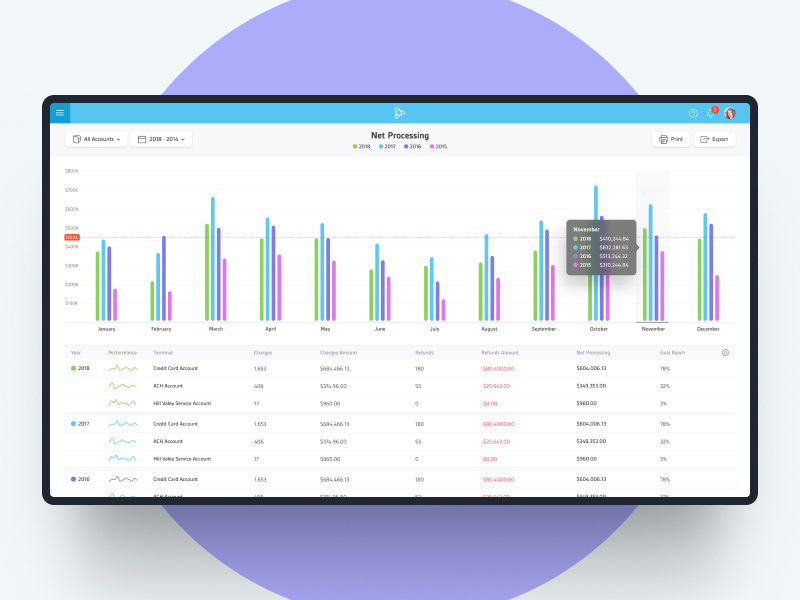 1
All Accounts
2018 - 2014
Net Processing
2018 2017 2016 2015
Print
Export
$800K
$700K
$600K
$500K
GOAL
$400K
$300K
$200K
$100K
November
2018 $410,244.84
2017 $832,281.63
2016 $513,244.32
2015 $310,244.84
January February March April May June July August September October November December
Year Performance Terminal Charges Charges Amount Refunds Refunds Amount Net Processing Goal Reach
2018 Credit Card Account 1,653 $684,466.13 180 -$80,4000.00 $604,006.13 78%
ACH Account 406 $374,96.00 53 -$25,643.00 $349,353.00 32%
Hill Valey Service Account 17 $960.00 0 -$0.00 $960.00 3%
2017 Credit Card Account 1,653 $684,466.13 180 -$80,4000.00 $604,006.13 78%
ACH Account 406 $374,96.00 53 -$25,643.00 $349,353.00 32%
Hill Valey Service Account 17 $960.00 0 -$0.00 $960.00 3%
2016 Credit Card Account 1,653 $684,466.13 180 -$80,4000.00 $604,006.13 78%
ACH Account